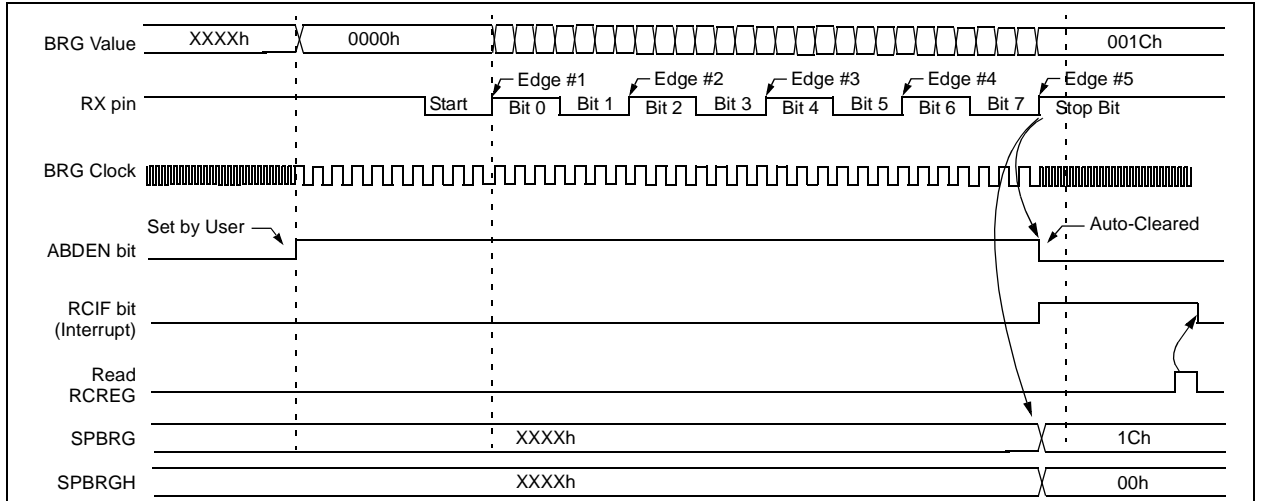 BRG Value XXXXh 0000h 001Ch
Edge #1 Edge #2 Edge #3 Edge #4 Edge #5
RX pin Start Bit 0 Bit 1 Bit 2 Bit 3 Bit 4 Bit 5 Bit 6 Bit 7 Stop Bit
BRG Clock
Set by User Auto-Cleared
ABDEN bit
RCIF bit
(Interrupt)
Read
RCREG
SPBRG XXXXh 1Ch
SPBRGH XXXXh 00h